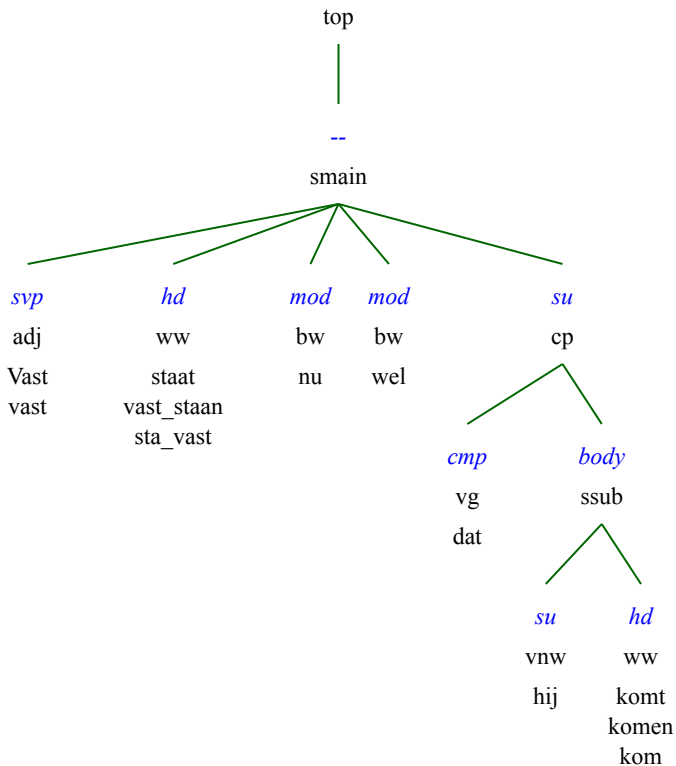 top
--
smain
svp hd mod mod su
adj ww bw bw cp
Vast staat nu wel
vast vast_staan
sta_vast
cmp body
vg ssub
dat
su hd
vnw ww
hij komt
komen
kom